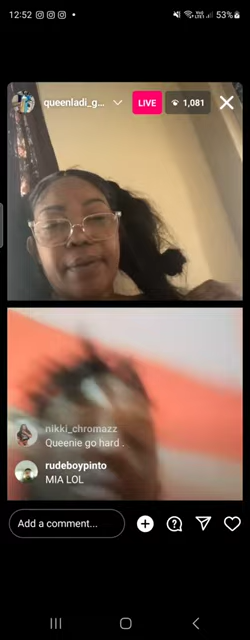 12:52
53%
queenladi_g...
LIVE
1,081
nikki_chromazz
Queenie go hard .
rudeboypinto
MIA LOL
Add a comment...